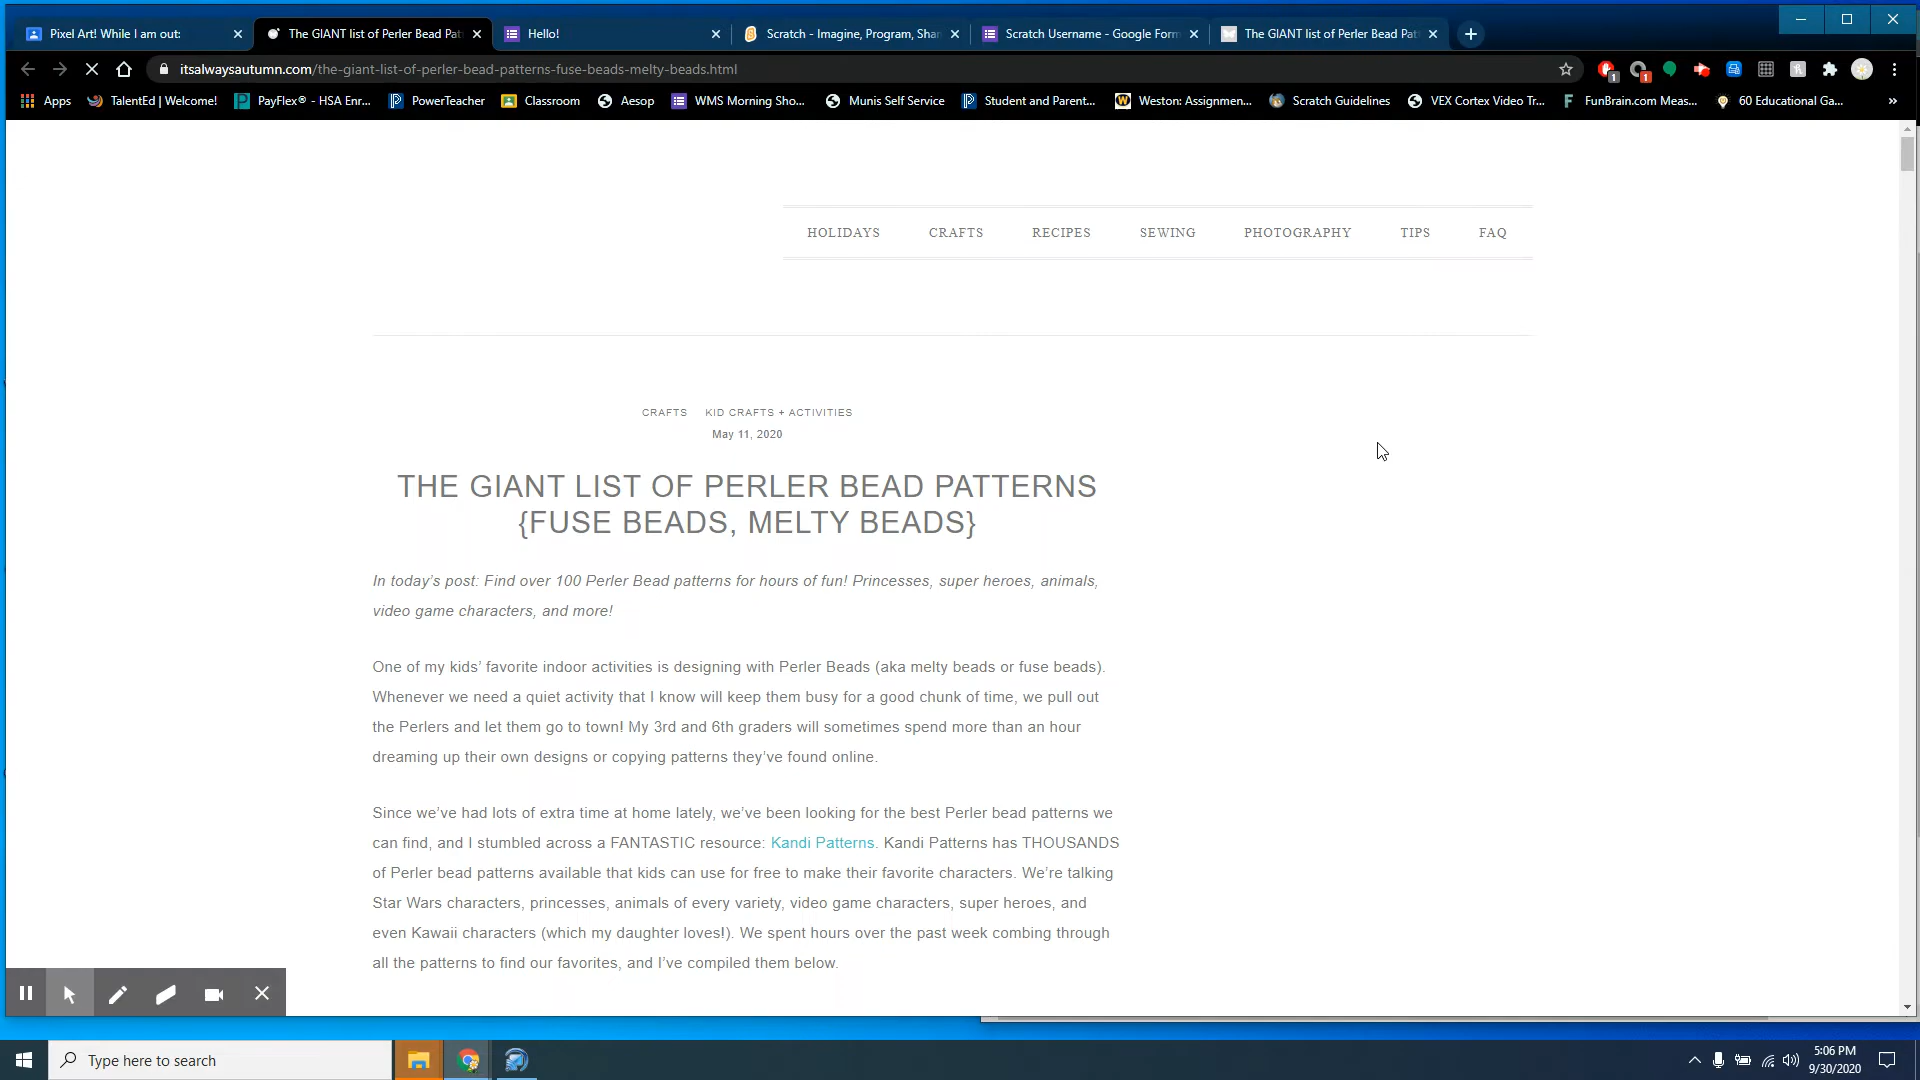 Pixel Art! While I am out:
The GIANT list of Perler Bead Pat
Hello!
Scratch - Imagine, Program, Shar
Scratch Username - Google Form
The GIANT list of Perler Bead Pat
itsalwaysautumn.com/the-giant-list-of-perler-bead-patterns-fuse-beads-melty-beads.html
1
1
Apps
TalentEd | Welcome!
PayFlex® - HSA Enr...
PowerTeacher
Classroom
Aesop
WMS Morning Sho...
Munis Self Service
Student and Parent...
Weston: Assignmen...
Scratch Guidelines
VEX Cortex Video Tr...
FunBrain.com Meas...
60 Educational Ga...
HOLIDAYS CRAFTS RECIPES SEWING PHOTOGRAPHY TIPS FAQ
CRAFTS KID CRAFTS + ACTIVITIES
May 11, 2020
THE GIANT LIST OF PERLER BEAD PATTERNS
{FUSE BEADS, MELTY BEADS}
In today's post: Find over 100 Perler Bead patterns for hours of fun! Princesses, super heroes, animals,
video game characters, and more!
One of my kids' favorite indoor activities is designing with Perler Beads (aka melty beads or fuse beads).
Whenever we need a quiet activity that I know will keep them busy for a good chunk of time, we pull out
the Perlers and let them go to town! My 3rd and 6th graders will sometimes spend more than an hour
dreaming up their own designs or copying patterns they've found online.
Since we've had lots of extra time at home lately, we've been looking for the best Perler bead patterns we
can find, and I stumbled across a FANTASTIC resource: Kandi Patterns. Kandi Patterns has THOUSANDS
of Perler bead patterns available that kids can use for free to make their favorite characters. We're talking
Star Wars characters, princesses, animals of every variety, video game characters, super heroes, and
even Kawaii characters (which my daughter loves!). We spent hours over the past week combing through
all the patterns to find our favorites, and I've compiled them below.
Type here to search
5:06 PM
9/30/2020